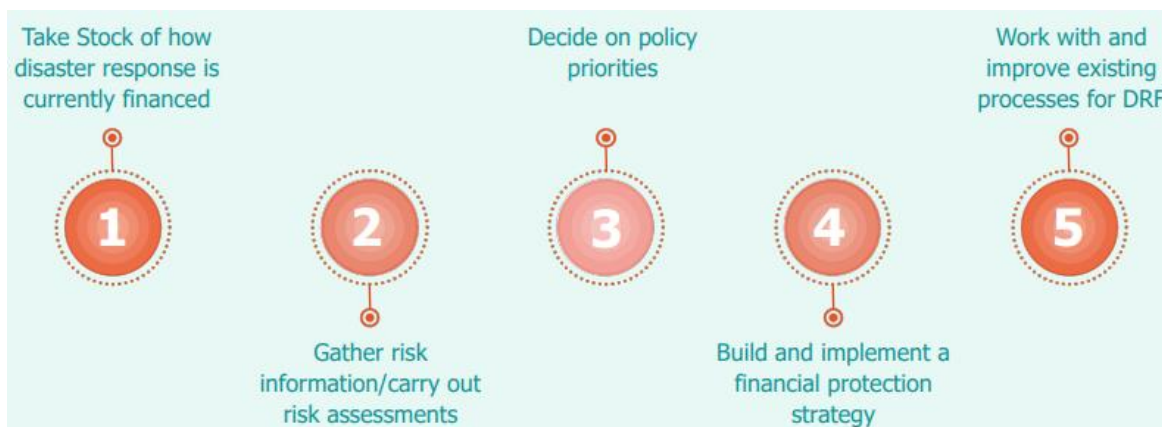 Take Stock of how
disaster response is
currently financed
1
Gather risk
information/carry out
risk assessments
2
Decide on policy
priorities
3
Build and implement a
financial protection
strategy
4
Work with and
improve existing
processes for DRF
5